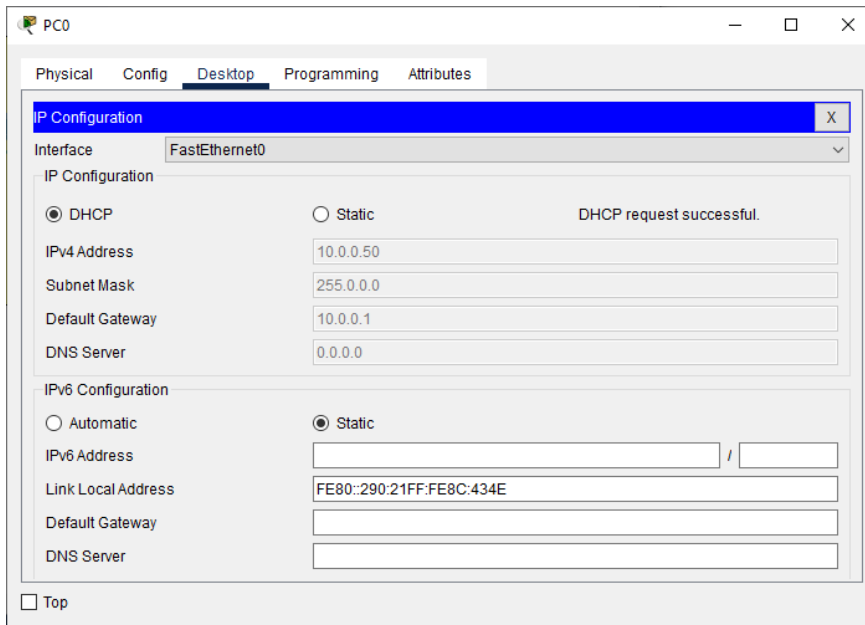 PC0
Physical Config Desktop Programming Attributes
IP Configuration X
Interface FastEthernet0
IP Configuration
DHCP Static DHCP request successful.
IPv4 Address 10.0.0.50
Subnet Mask 255.0.0.0
Default Gateway 10.0.0.1
DNS Server 0.0.0.0
IPv6 Configuration
Automatic Static
IPv6 Address /
Link Local Address FE80::290:21FF:FE8C:434E
Default Gateway
DNS Server
Top